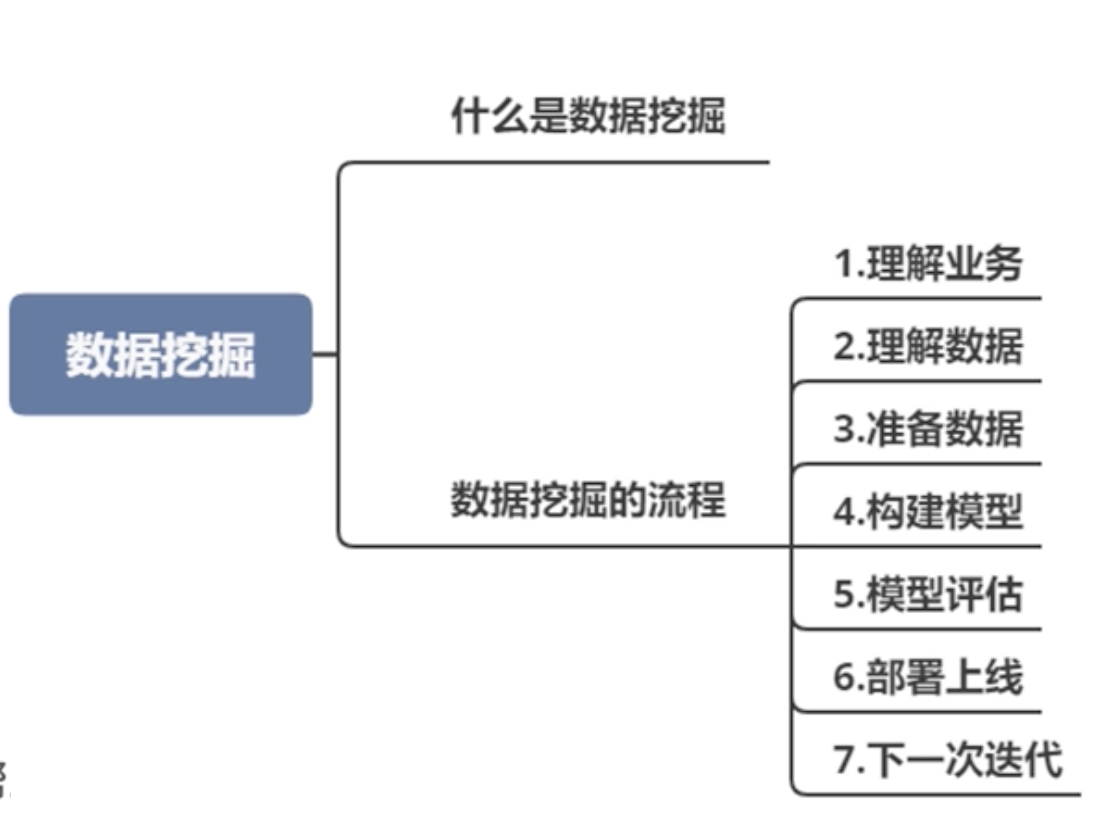 什么是数据挖掘
1.理解业务
2.理解数据
数据挖掘
3.准备数据
数据挖掘的流程
4.构建模型
5.模型评估
6.部署上线
7.下一次迭代